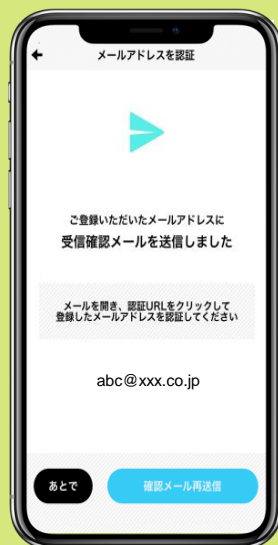 メールアドレスを認証
ご登録いただいたメールアドレスに
受信確認メールを送信しました
メールを開き、認証URLをクリックして
登録したメールアドレスを認証してください
abc@xxx.co.jp
あとで
確認メール再送信